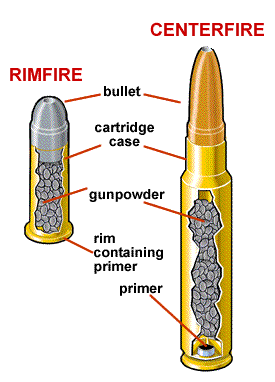 CENTERFIRE
RIMFIRE
bullet
cartridge
case
gunpowder
rim
containing
primer
primer